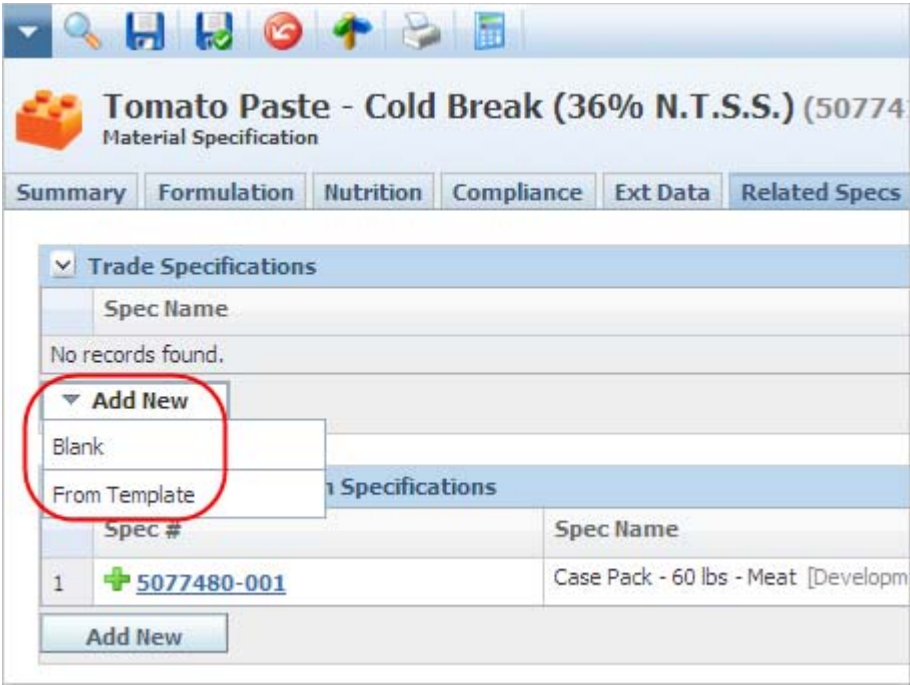 Tomato Paste - Cold Break (36% N.T.S.S.) (50774
Material Specification
Summary Formulation Nutrition Compliance Ext Data Related Specs
Trade Specifications
Spec Name
No records found.
Add New
Blank
From Template
Specifications
Spec # Spec Name
1 5077480-001 Case Pack - 60 lbs - Meat [Developm
Add New